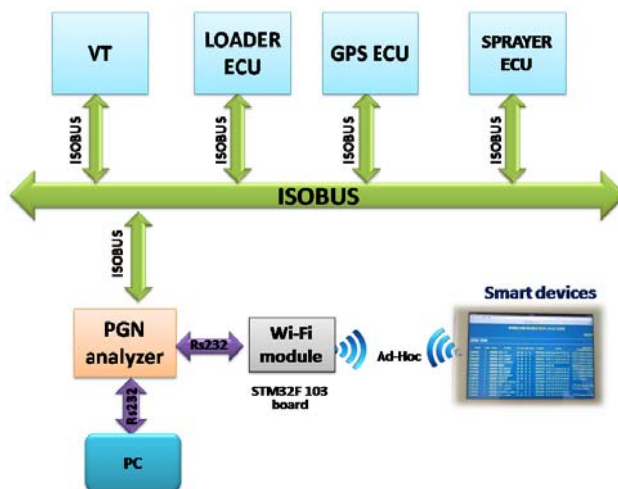 VT
LOADER
ECU
GPS ECU
SPRAYER
ECU
ISOBUS
ISOBUS
ISOBUS
ISOBUS
ISOBUS
ISOBUS
PGN
analyzer
Rs232
Wi-Fi
module
STM32F 103
board
Ad-Hoc
Smart devices
Rs232
PC